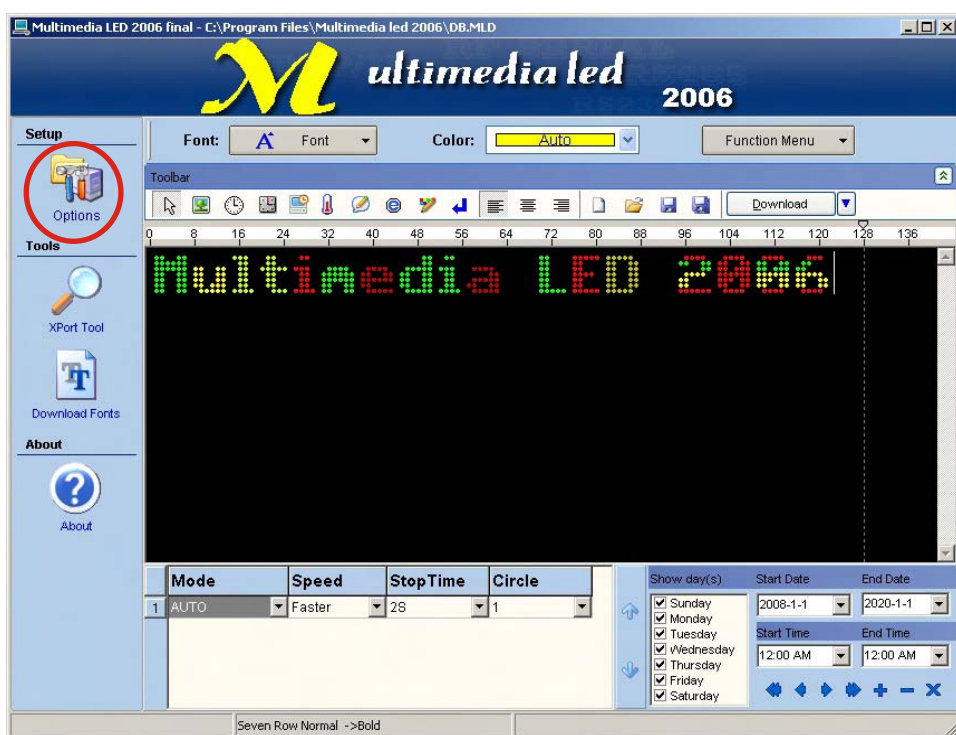 Multimedia LED 2006 final - C:\Program Files\Multimedia led 2006\DB.MLD
Multimedia led
2006
Setup
Font: A Font Color: Auto Function Menu
Toolbar
Options
Download
Tools
0 8 16 24 32 40 48 56 64 72 80 88 96 104 112 120 128 136
Multimedia LED 2006
XPort Tool
Download Fonts
About
About
Mode Speed StopTime Circle
1 AUTO Faster 2S 1
Show day(s) Start Date End Date
Sunday 2008-1-1 2020-1-1
Monday
Tuesday Start Time End Time
Wednesday 12:00 AM 12:00 AM
Thursday
Friday
Saturday
Seven Row Normal ->Bold